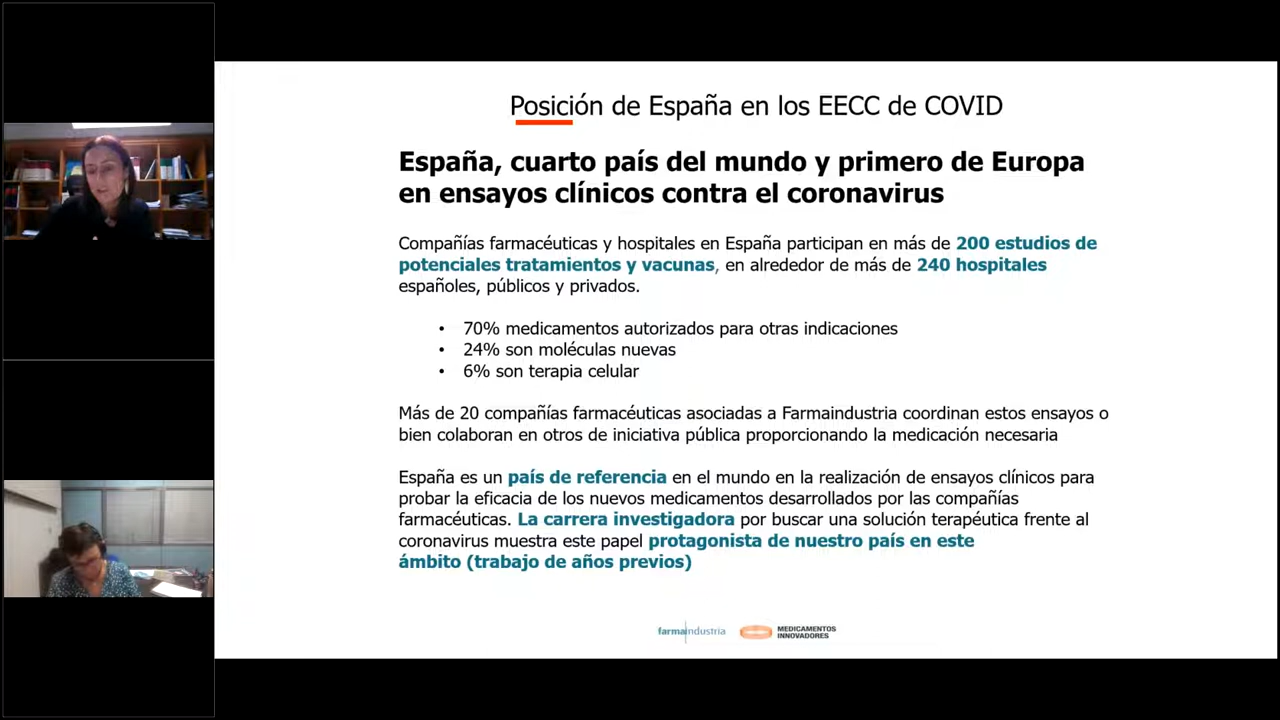 Posición de España en los EECC de COVID
España, cuarto país del mundo y primero de Europa
en ensayos clínicos contra el coronavirus
Compañías farmacéuticas y hospitales en España participan en más de 200 estudios de
potenciales tratamientos y vacunas, en alrededor de más de 240 hospitales
españoles, públicos y privados.
• 70% medicamentos autorizados para otras indicaciones
• 24% son moléculas nuevas
• 6% son terapia celular
Más de 20 compañías farmacéuticas asociadas a Farmaindustria coordinan estos ensayos o
bien colaboran en otros de iniciativa pública proporcionando la medicación necesaria
España es un país de referencia en el mundo en la realización de ensayos clínicos para
probar la eficacia de los nuevos medicamentos desarrollados por las compañías
farmacéuticas. La carrera investigadora por buscar una solución terapéutica frente al
coronavirus muestra este papel protagonista de nuestro país en este
ámbito (trabajo de años previos)
farmaindustria
MEDICAMENTOS
INNOVADORES